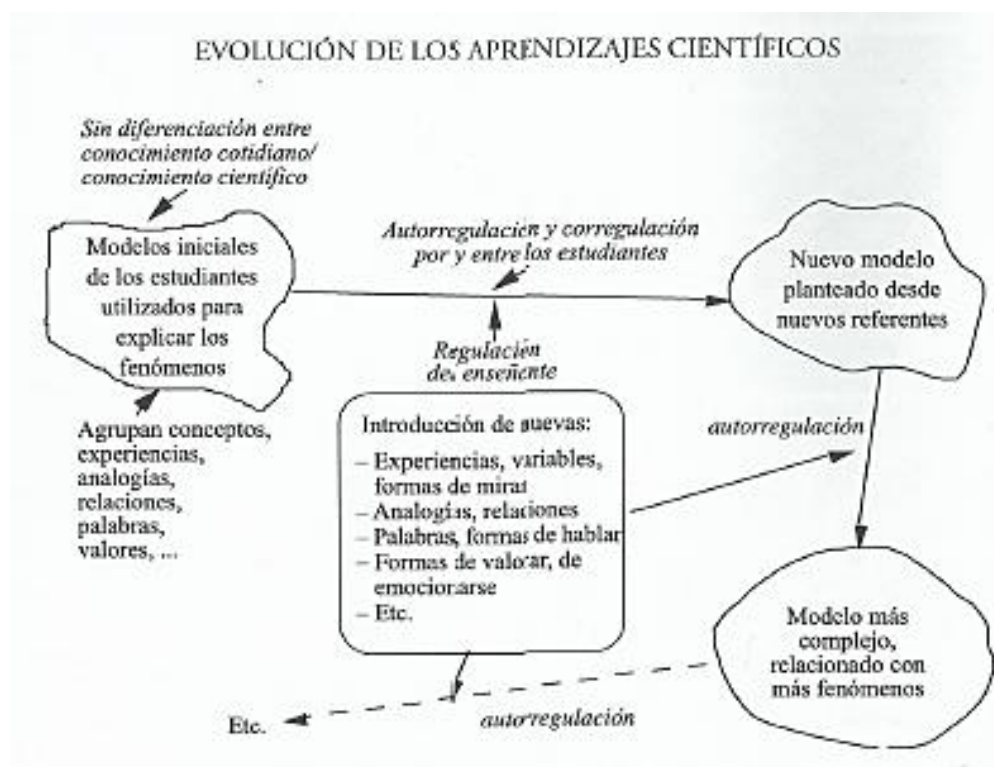 EVOLUCIÓN DE LOS APRENDIZAJES CIENTÍFICOS
Sin diferenciación entre
conocimiento cotidiano/
conocimiento científico
Modelos iniciales
de los estudiantes
utilizados para
explicar los
fenómenos
Agrupan conceptos,
experiencias,
analogías,
relaciones,
palabras,
valores, ...
Autorregulación y corregulación
por y entre los estudiantes
Regulación
del enseñente
Introducción de nuevas:
– Experiencias, variables,
formas de mirar
– Analogías, relaciones
– Palabras, formas de hablar
– Formas de valorar, de
emocionarse
– Etc.
Nuevo modelo
planteado desde
nuevos referentes
autorregulación
Modelo más
complejo,
relacionado con
más fenómenos
autorregulación
Etc.